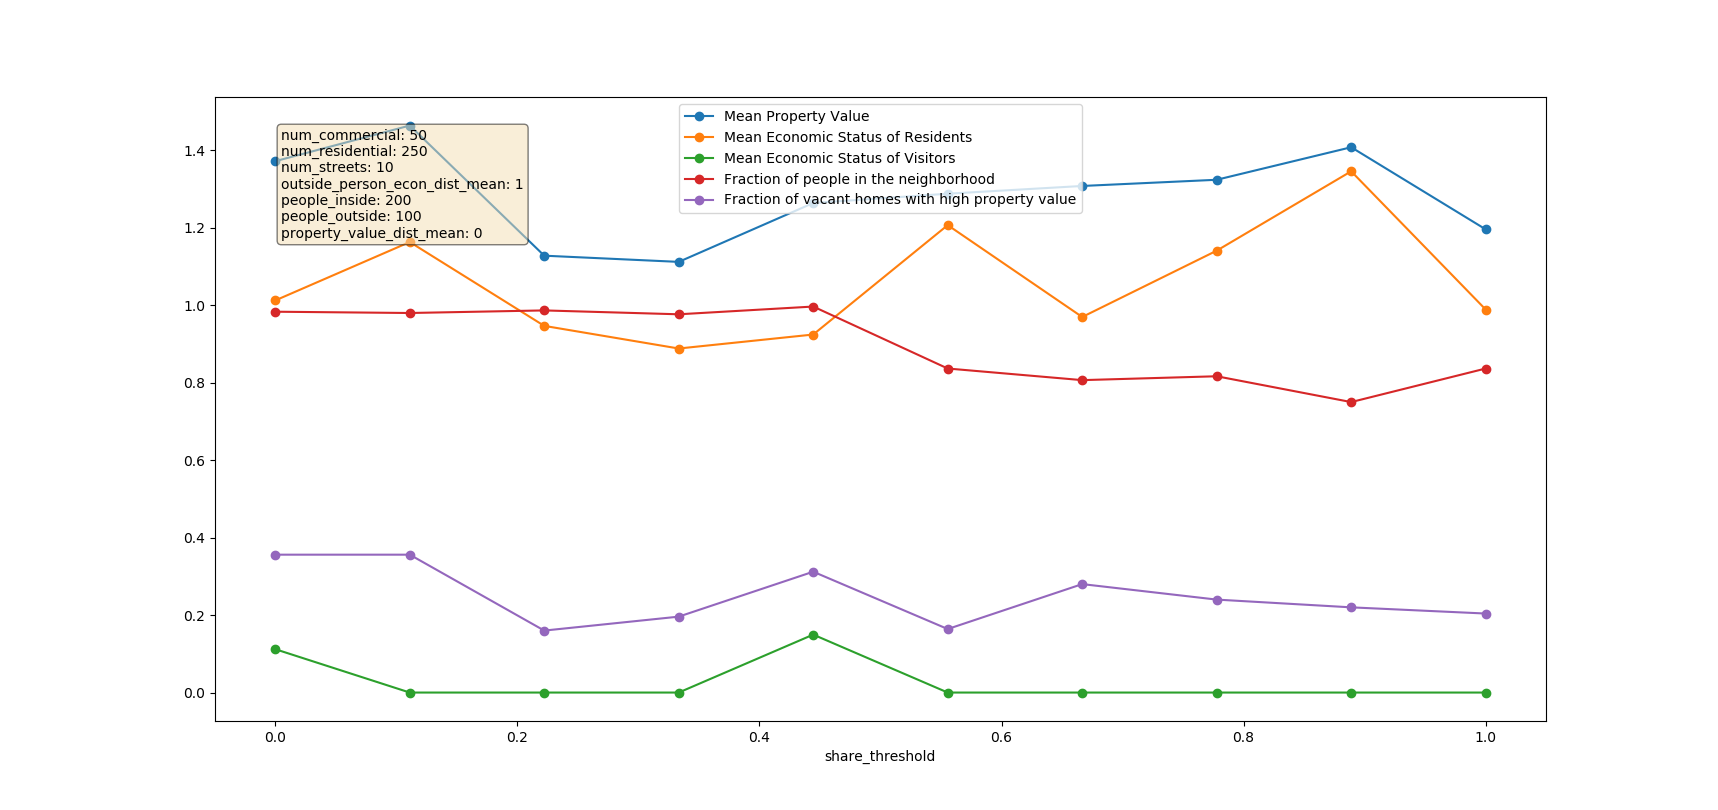 num_commercial: 50
num_residential: 250
num_streets: 10
outside_person_econ_dist_mean: 1
people_inside: 200
people_outside: 100
property_value_dist_mean: 0
Mean Property Value
Mean Economic Status of Residents
Mean Economic Status of Visitors
Fraction of people in the neighborhood
Fraction of vacant homes with high property value
1.4
1.2
1.0
0.8
0.6
0.4
0.2
0.0
0.0 0.2 0.4 0.6 0.8 1.0
share_threshold